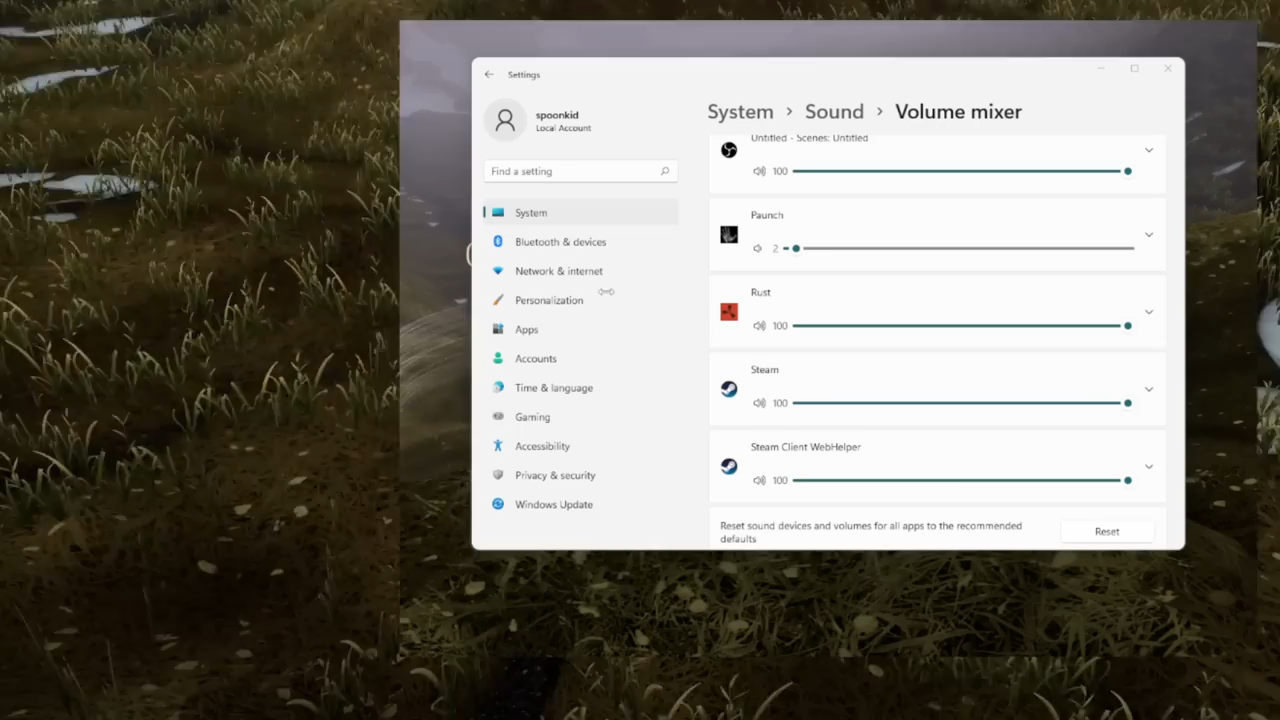 Settings
spoonkid
Local Account
Find a setting
System
Bluetooth & devices
Network & internet
Personalization
Apps
Accounts
Time & language
Gaming
Accessibility
Privacy & security
Windows Update
System > Sound > Volume mixer
Untitled - Scenes: Untitled
100
Paunch
2
Rust
100
Steam
100
Steam Client WebHelper
100
Reset sound devices and volumes for all apps to the recommended
defaults
Reset